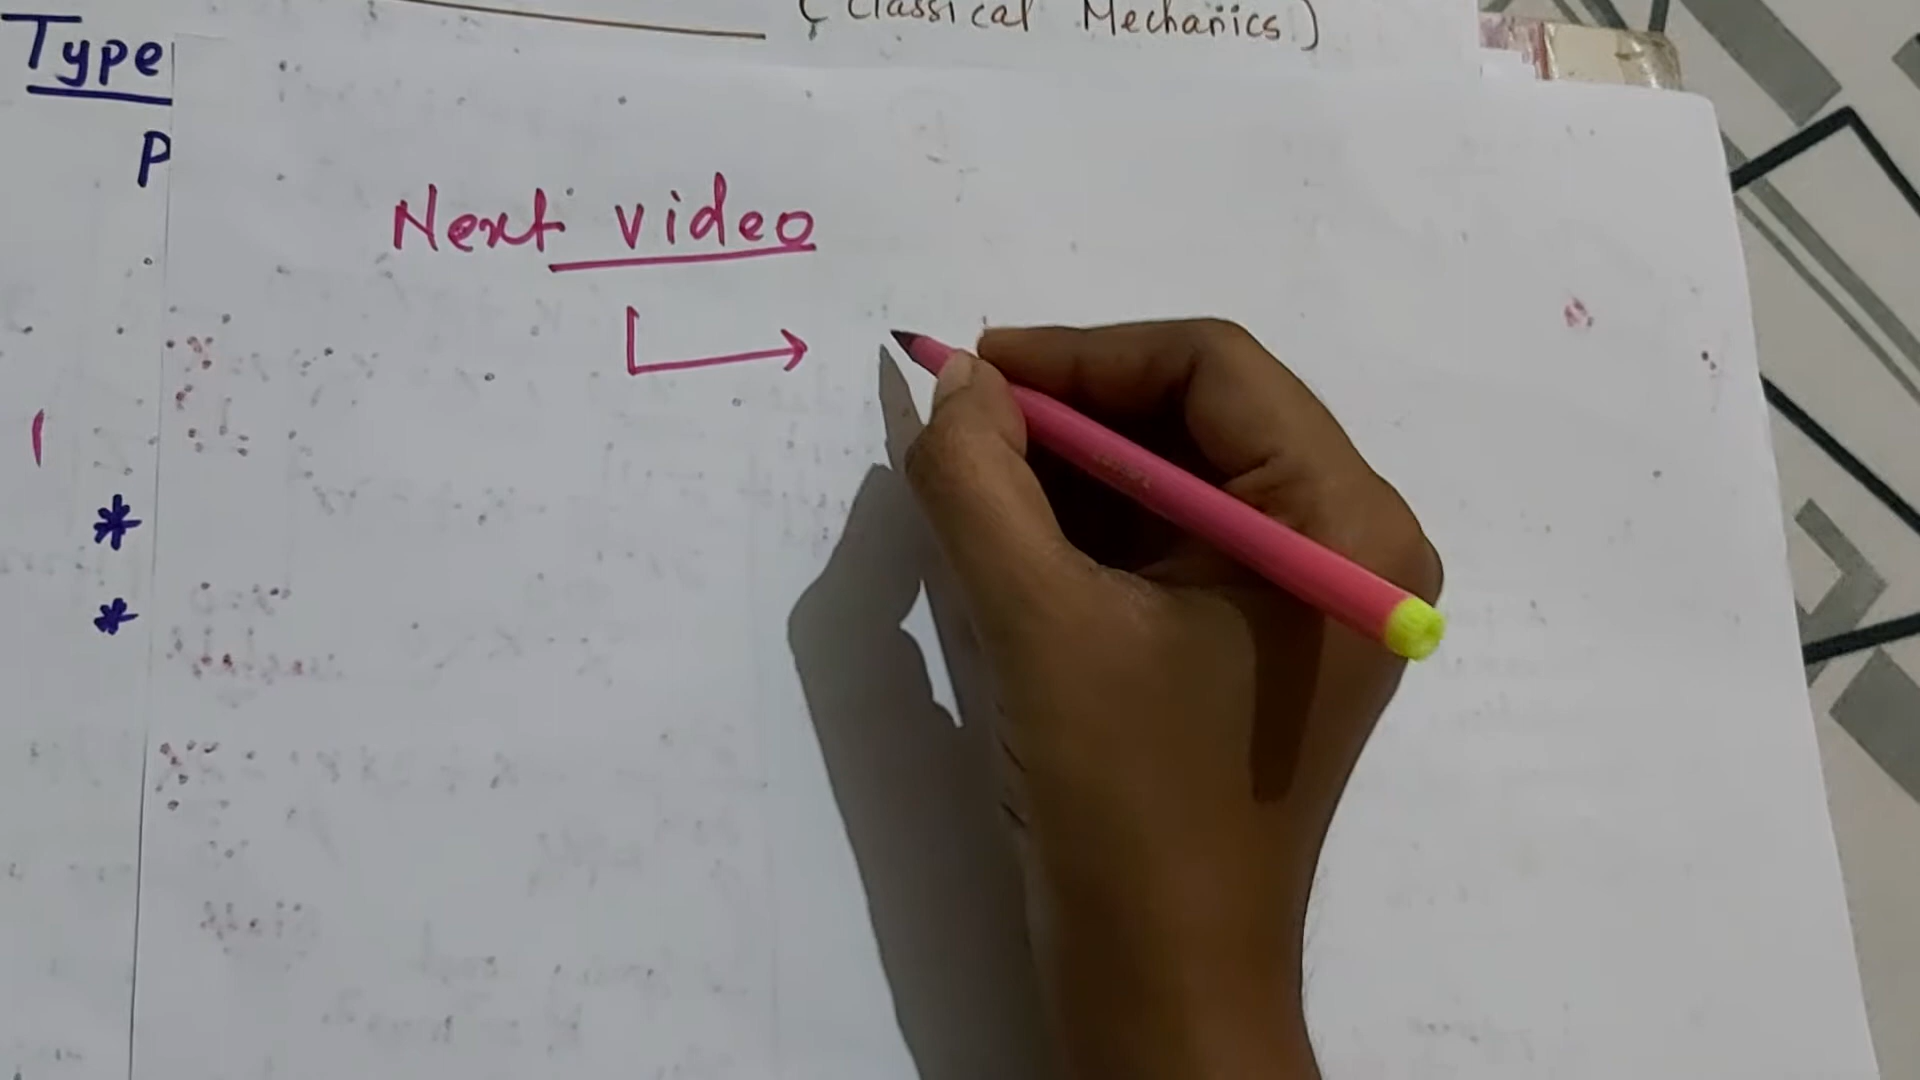 (Classical Mechanics)
Type
P
Next video
*
*